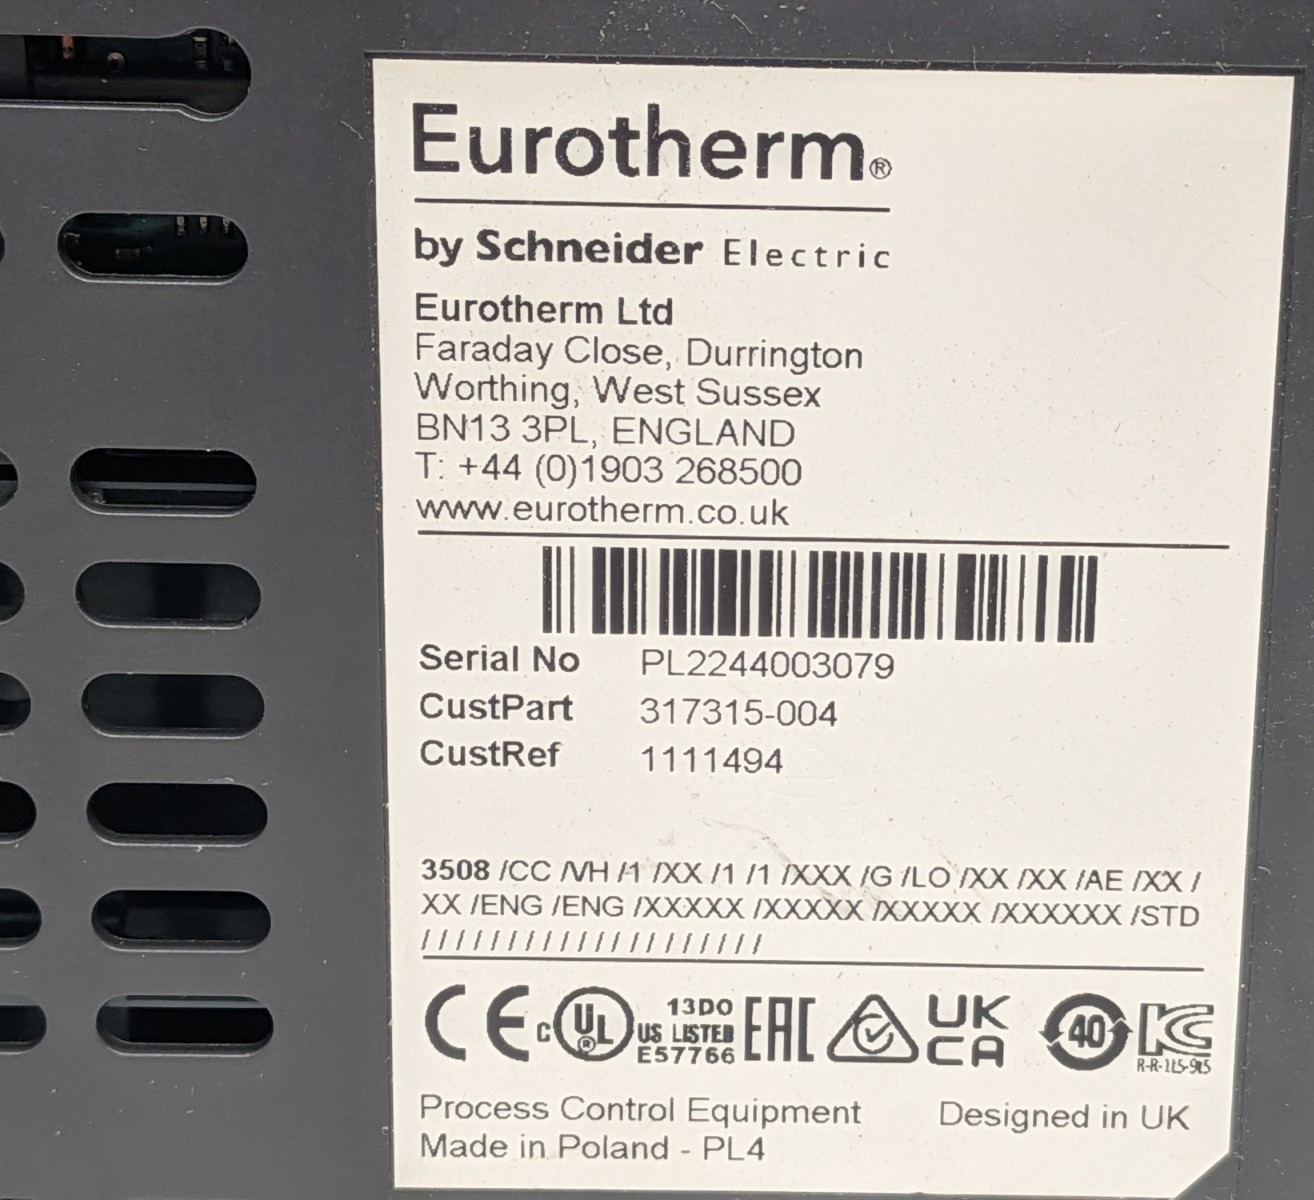 Eurotherm®
by Schneider Electric
Eurotherm Ltd
Faraday Close, Durrington
Worthing, West Sussex
BN13 3PL, ENGLAND
T: +44 (0)1903 268500
www.eurotherm.co.uk
Serial No PL2244003079
CustPart 317315-004
CustRef 1111494
3508 /CC /VH /1 /XX /1 /1 /XXX /G /LO /XX /XX /AE /XX /
XX /ENG /ENG /XXXXX /XXXXX /XXXXX /XXXXXX /STD
////////////////////
CE C UL® US LISTED 13DO E57766 EAC UK CA 40 KC
Process Control Equipment Designed in UK
Made in Poland - PL4